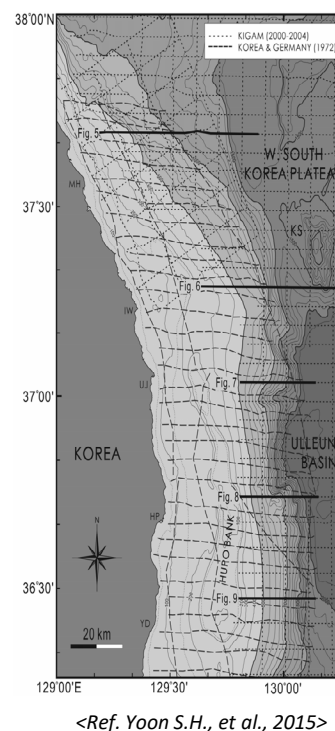 38˚00'N
KIGAM (2000-2004)
KOREA & GERMANY (1972)
Fig. 5
W. SOUTH
KOREA PLATEA
MH
37˚30'
KS
Fig. 6
IW
UJ
Fig. 7
37˚00'
ULLEUN
BASIN
KOREA
Fig. 8
HP
HUPO BANK
N
36˚30'
Fig. 9
YD
20 km
129˚00'E
129˚30'
130˚00'
<Ref. Yoon S.H., et al., 2015>